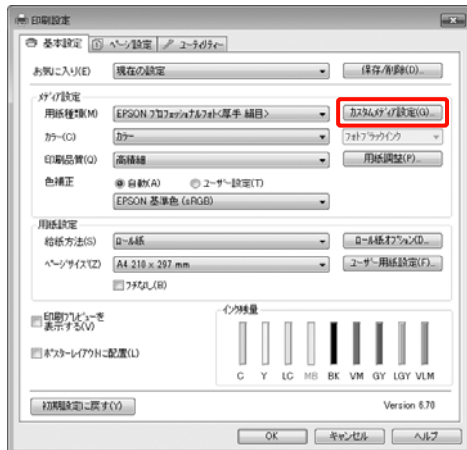 印刷設定
基本設定 ページ設定 ユーティリティー
お気に入り(E) 現在の設定 保存/削除(D)...
メディア設定
用紙種類(M) EPSON プロフェッショナルフォト<厚手 絹目> カスタムメディア設定(G)...
カラー(C) カラー フォトブラックインク
印刷品質(Q) 高精細 用紙調整(P)...
色補正 自動(A) ユーザー設定(T)
EPSON 基準色 (sRGB)
用紙設定
給紙方法(S) ロール紙 ロール紙オプション(I)...
ページサイズ(Z) A4 210 x 297 mm ユーザー用紙設定(F)...
フチなし(B)
印刷プレビューを
表示する(V)
ポスターレイアウトに配置(L)
インク残量
C Y LC MB BK VM GY LGY VLM
初期設定に戻す(Y) Version 6.70
OK キャンセル ヘルプ